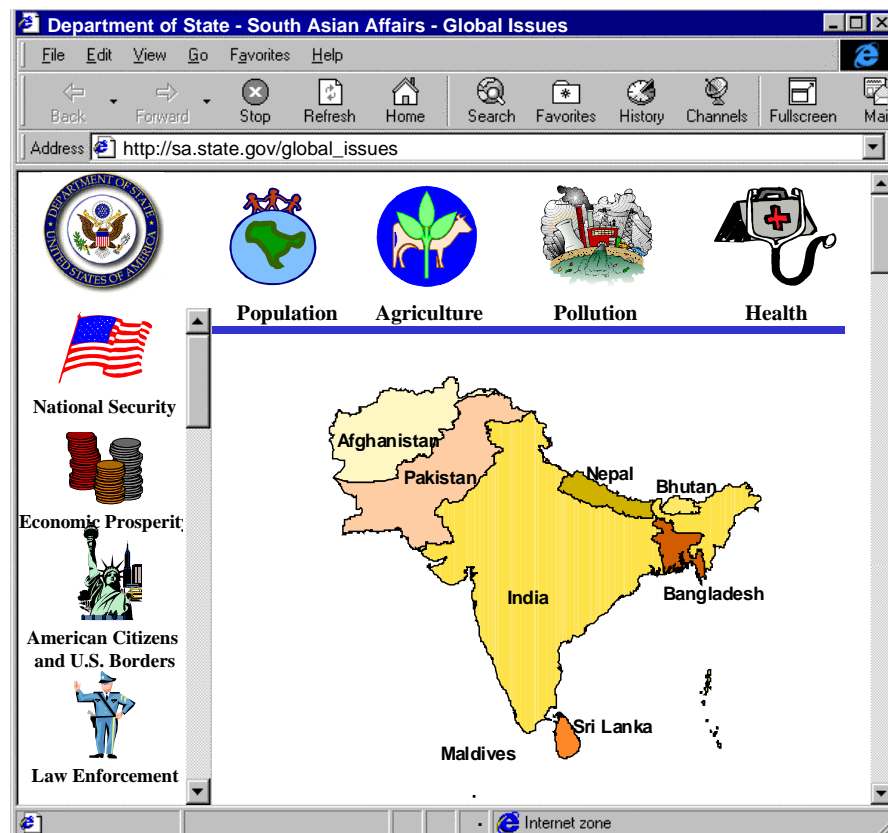 Department of State - South Asian Affairs - Global Issues
File Edit View Go Favorites Help
Back Forward Stop Refresh Home Search Favorites History Channels Fullscreen Mai
Address http://sa.state.gov/global_issues
DEPARTMENT OF STATE
UNITED STATES OF AMERICA
Population Agriculture Pollution Health
National Security
Economic Prosperity
American Citizens
and U.S. Borders
Law Enforcement
Afghanistan
Pakistan
Nepal
Bhutan
India
Bangladesh
Sri Lanka
Maldives
Internet zone